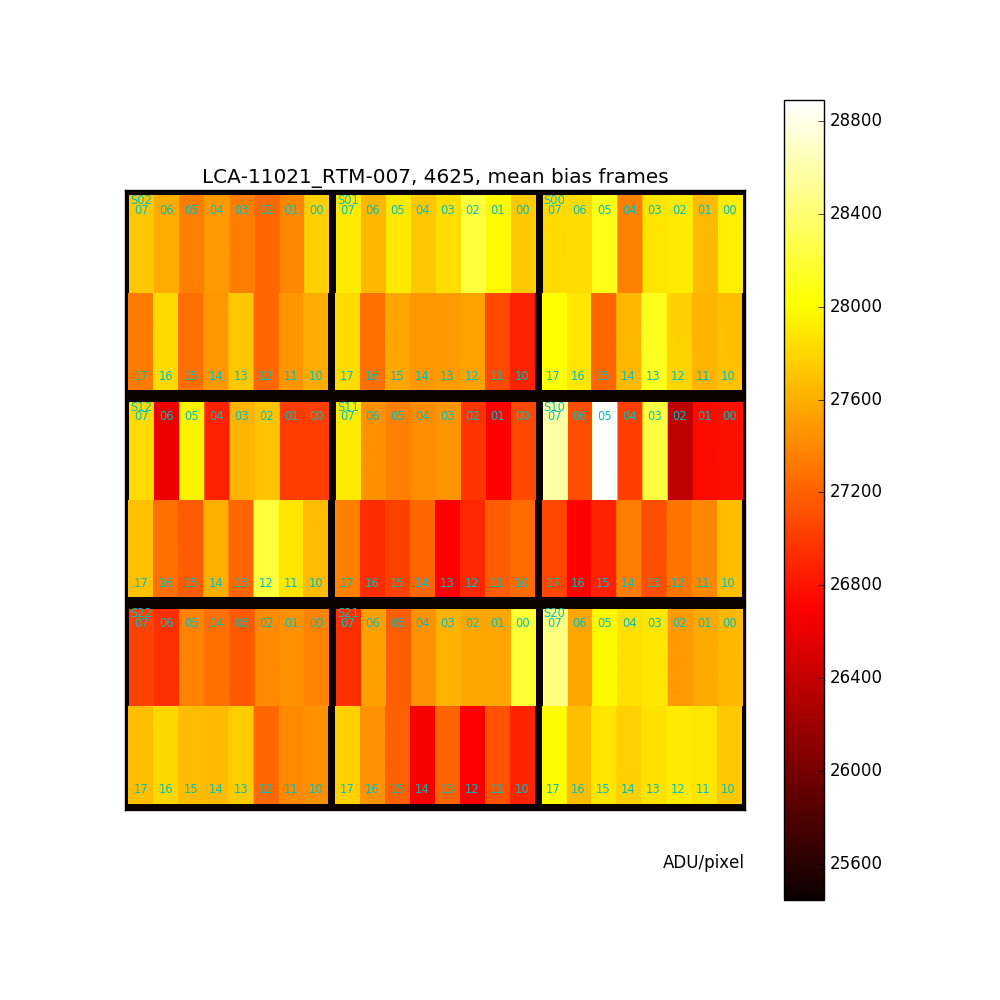 LCA-11021_RTM-007, 4625, mean bias frames
S02 S01 S00
07 06 05 04 03 02 01 00 07 06 05 04 03 02 01 00 07 06 05 04 03 02 01 00
17 16 15 14 13 12 11 10 17 16 15 14 13 12 11 10 17 16 15 14 13 12 11 10
S12 S11 S10
07 06 05 04 03 02 01 00 07 06 05 04 03 02 01 00 07 06 05 04 03 02 01 00
17 16 15 14 13 12 11 10 17 16 15 14 13 12 11 10 17 16 15 14 13 12 11 10
S22 S21 S20
07 06 05 04 03 02 01 00 07 06 05 04 03 02 01 00 07 06 05 04 03 02 01 00
17 16 15 14 13 12 11 10 17 16 15 14 13 12 11 10 17 16 15 14 13 12 11 10
ADU/pixel
28800
28400
28000
27600
27200
26800
26400
26000
25600